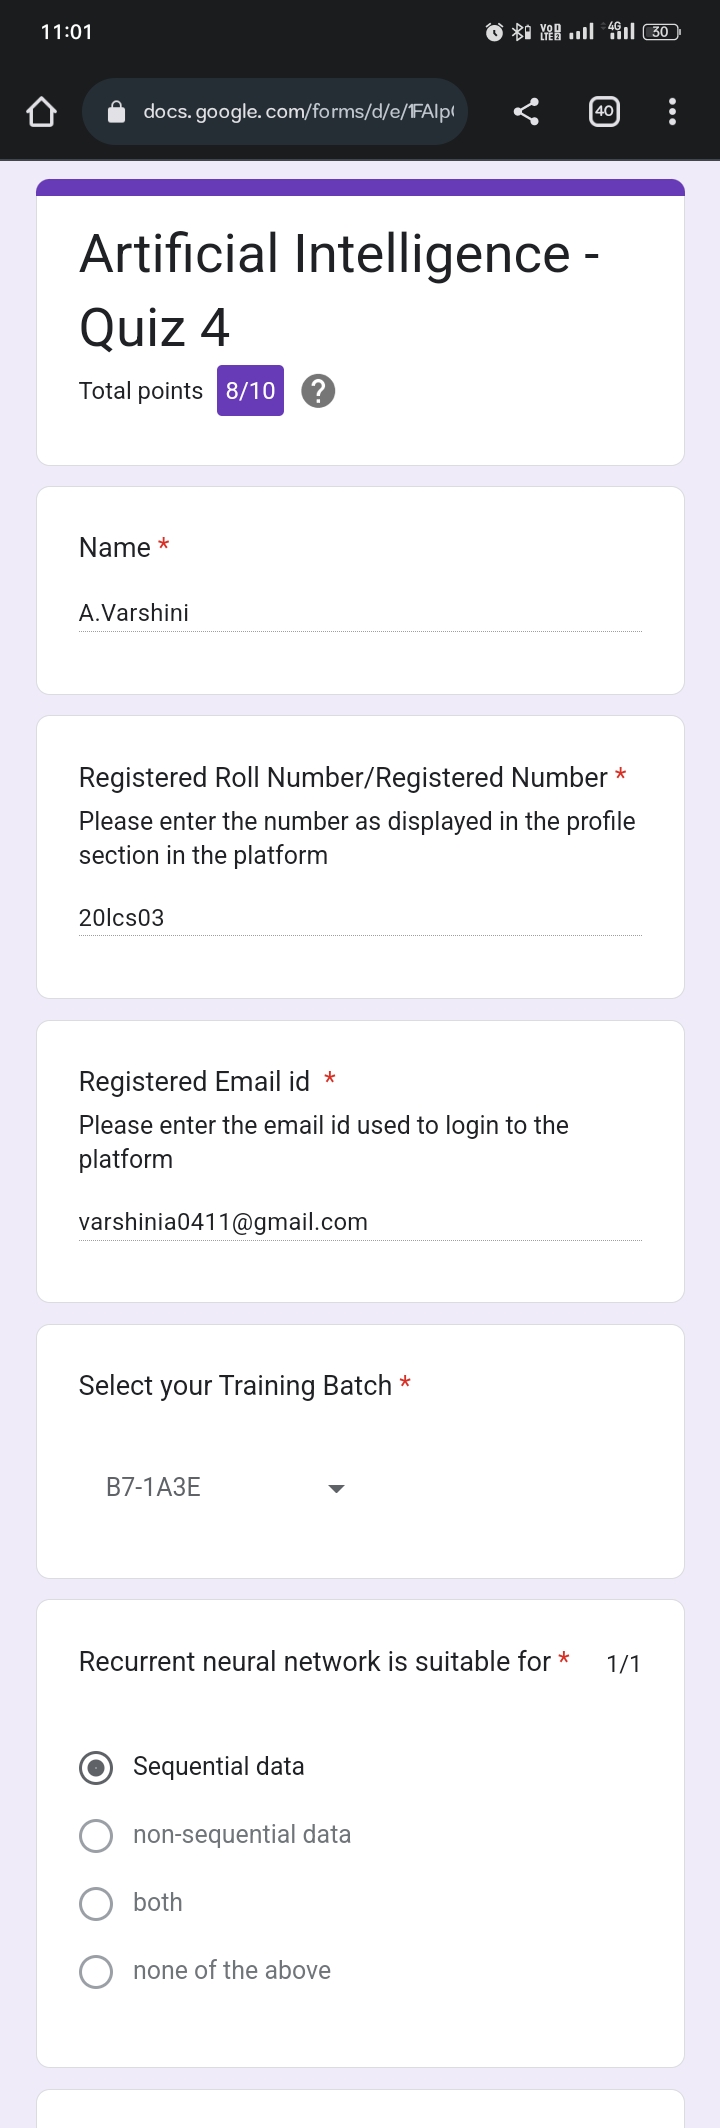 11:01
VoD
LTE2
4G
30
docs.google.com/forms/d/e/1FAIp
40
Artificial Intelligence -
Quiz 4
Total points 8/10 ?
Name *
A.Varshini
Registered Roll Number/Registered Number *
Please enter the number as displayed in the profile
section in the platform
20lcs03
Registered Email id *
Please enter the email id used to login to the
platform
varshinia0411@gmail.com
Select your Training Batch *
B7-1A3E
Recurrent neural network is suitable for * 1/1
Sequential data
non-sequential data
both
none of the above